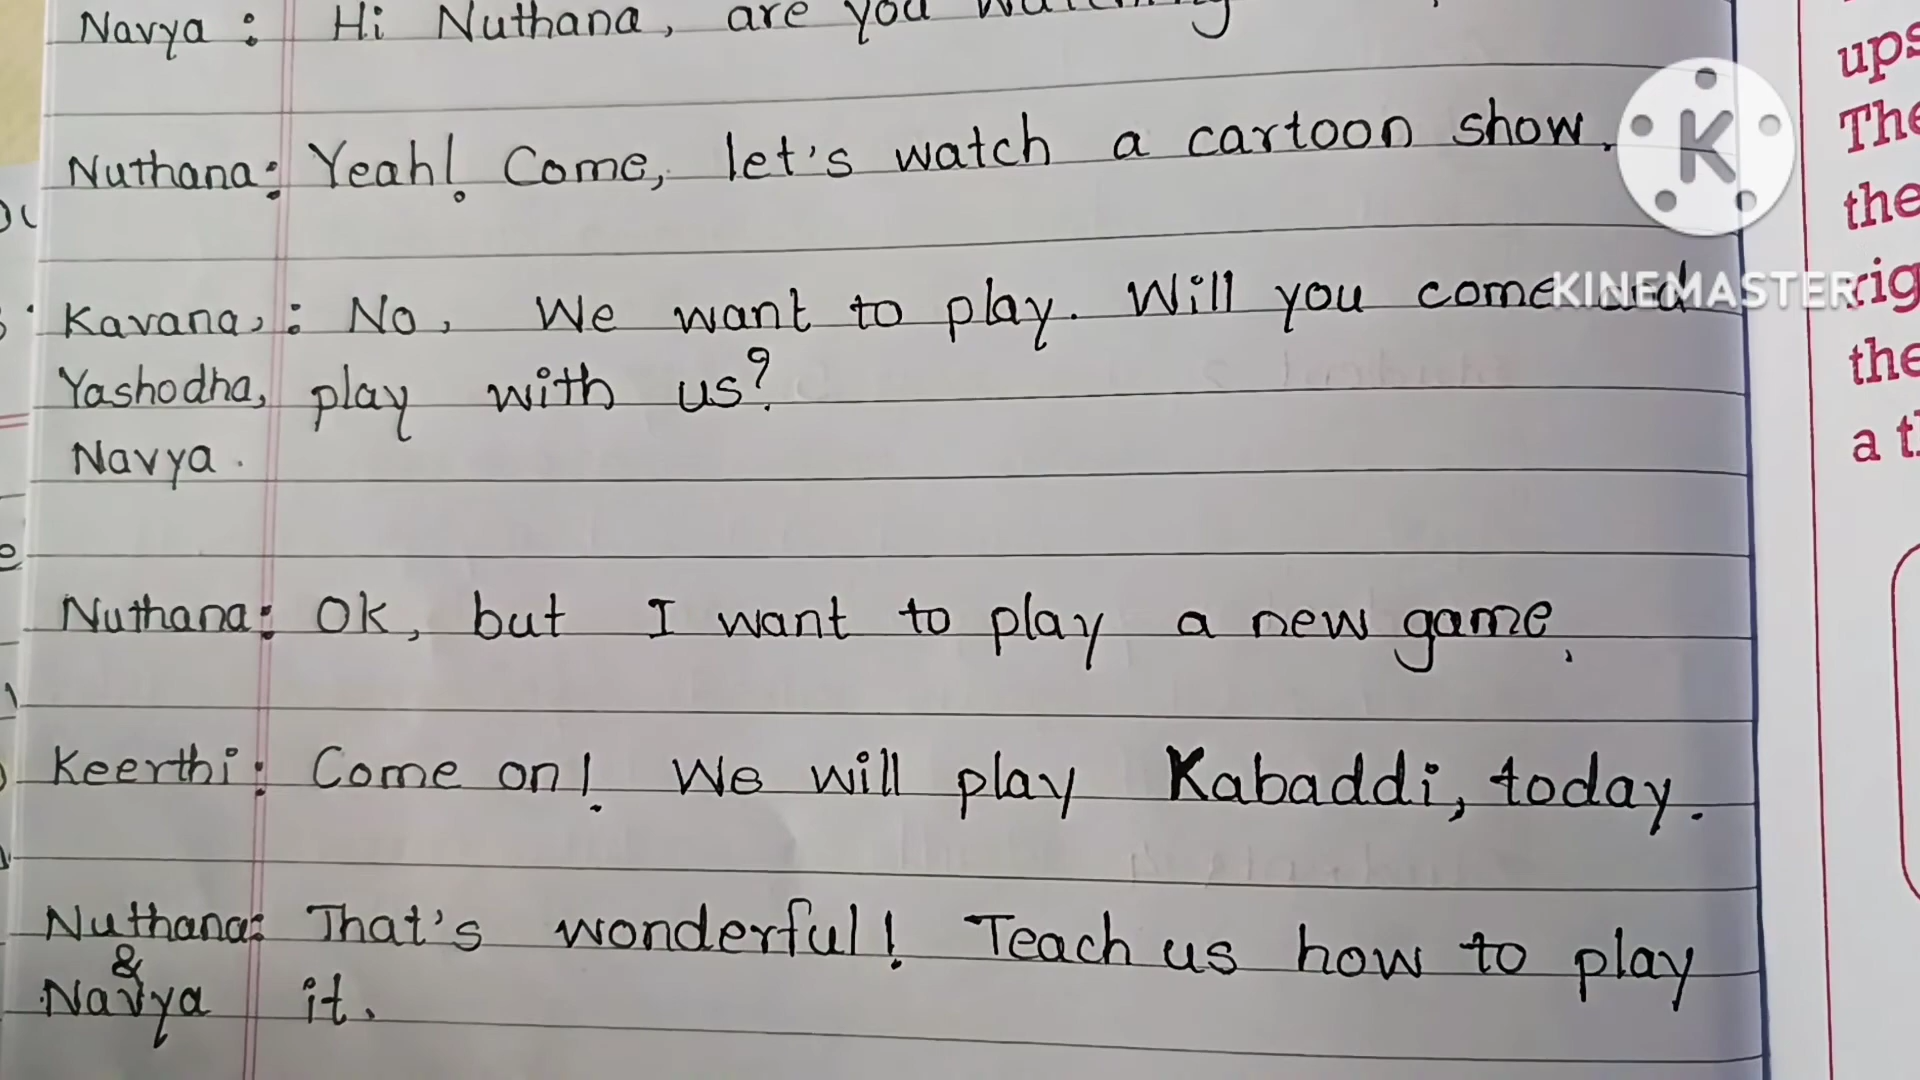 Navya : Hi Nuthana, are you watching
Nuthana: Yeah! Come, let's watch a cartoon show.
Kavana, : No, We want to play. Will you come and
Yashodha, play with us?
Navya.
Nuthana: Ok, but I want to play a new game.
Keerthi: Come on! We will play Kabaddi, today.
Nuthana: That's wonderful! Teach us how to play
&
Navya it.
K
KINEMASTER
ups
The
the
rig
the
a